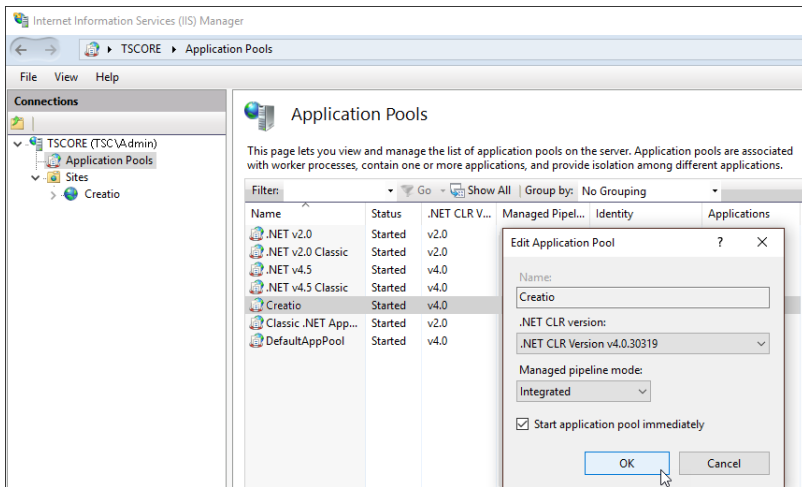 Internet Information Services (IIS) Manager
TSCORE Application Pools
File View Help
Connections
TSCORE (TSC\Admin)
Application Pools
Sites
Creatio
Application Pools
This page lets you view and manage the list of application pools on the server. Application pools are associated
with worker processes, contain one or more applications, and provide isolation among different applications.
Filter: Go Show All Group by: No Grouping
Name Status .NET CLR V... Managed Pipel... Identity Applications
.NET v2.0 Started v2.0
.NET v2.0 Classic Started v2.0
.NET v4.5 Started v4.0
.NET v4.5 Classic Started v4.0
Creatio Started v4.0
Classic .NET App... Started v2.0
DefaultAppPool Started v4.0
Edit Application Pool ?
Name:
Creatio
.NET CLR version:
.NET CLR Version v4.0.30319
Managed pipeline mode:
Integrated
Start application pool immediately
OK Cancel